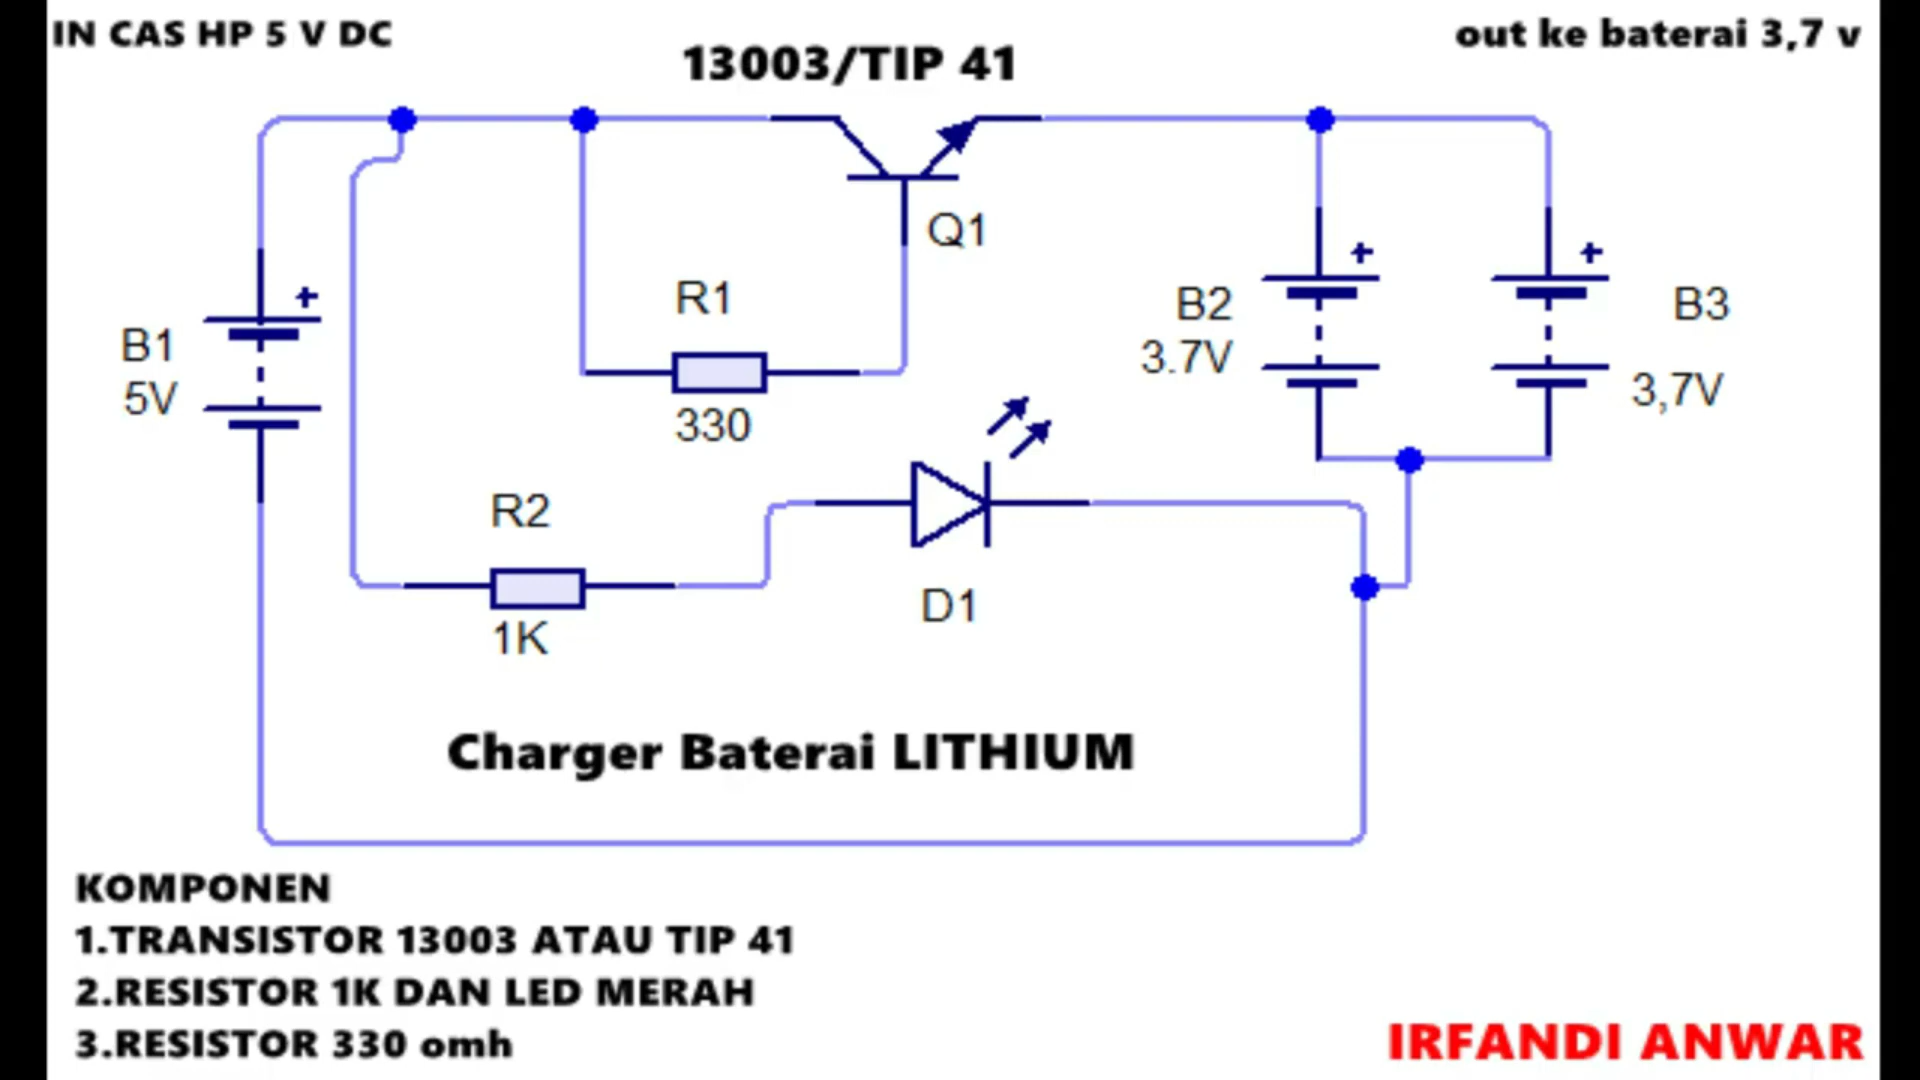 IN CAS HP 5 V DC
out ke baterai 3,7 v
13003/TIP 41
Q1
R1
330
B1
5V
B2
3.7V
B3
3,7V
R2
1K
D1
Charger Baterai LITHIUM
KOMPONEN
1.TRANSISTOR 13003 ATAU TIP 41
2.RESISTOR 1K DAN LED MERAH
3.RESISTOR 330 omh
IRFANDI ANWAR